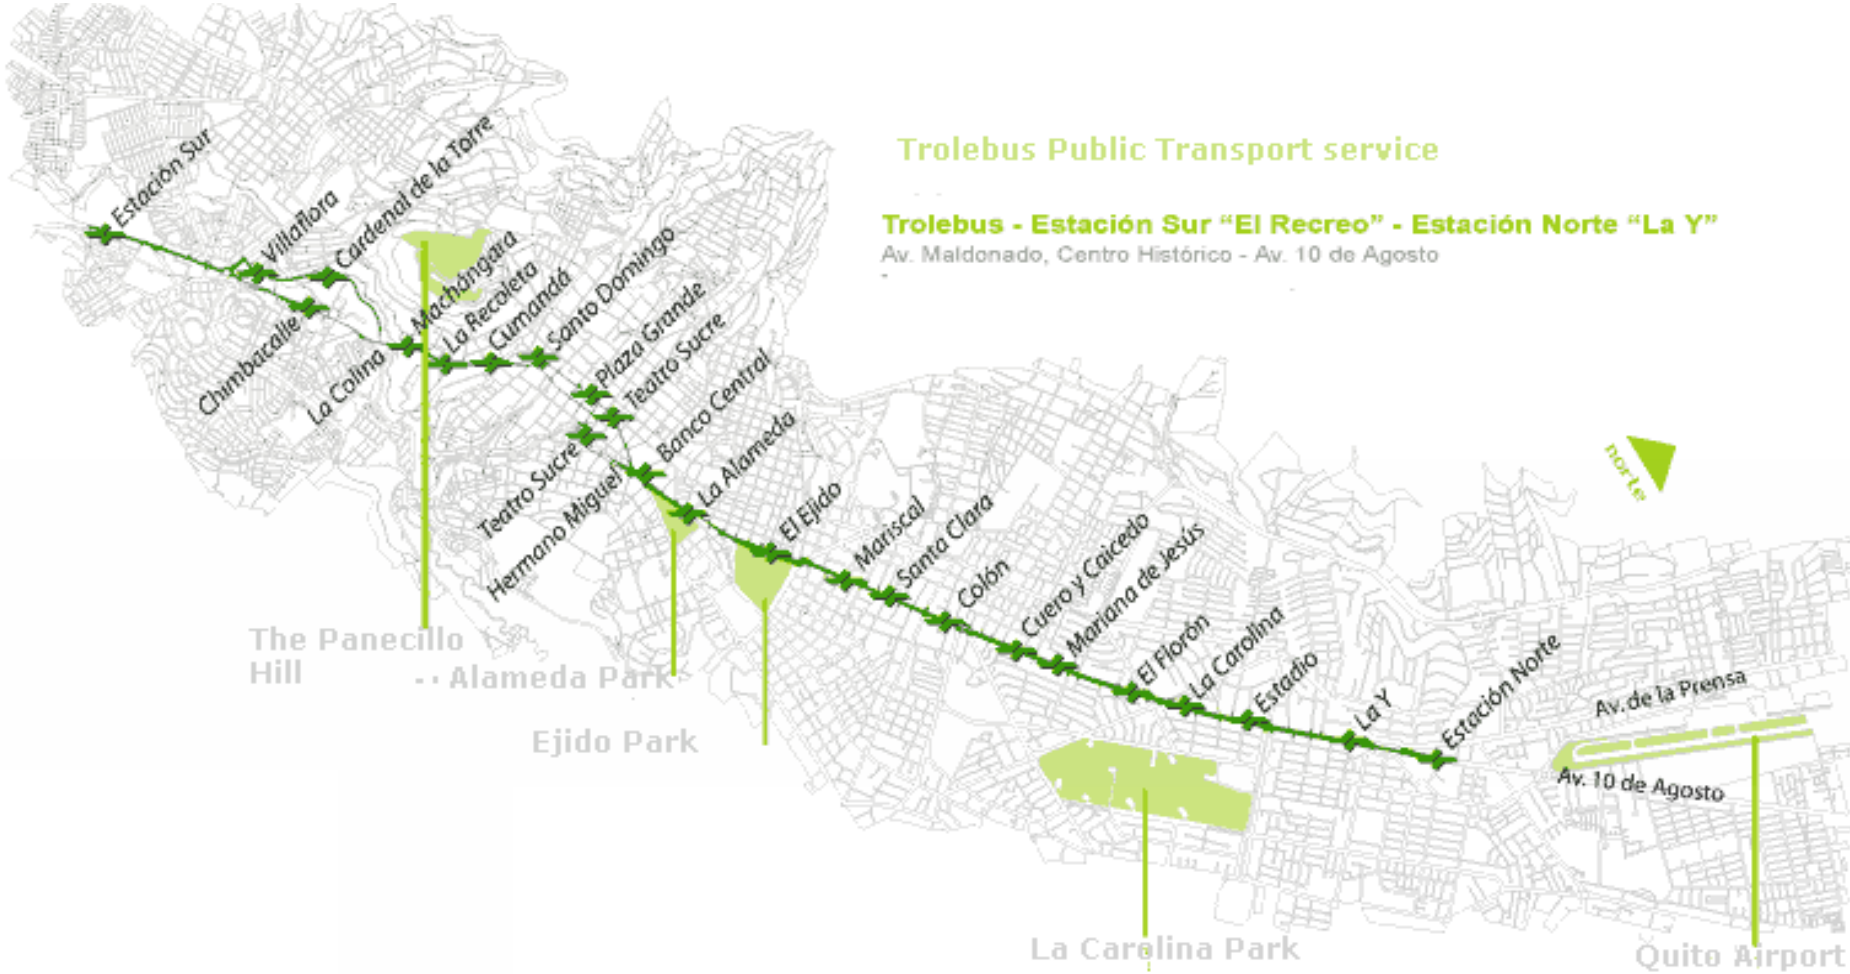 Trolebus Public Transport service
Trolebus - Estación Sur “El Recreo” - Estación Norte “La Y”
Av. Maldonado, Centro Histórico - Av. 10 de Agosto
Estación Sur
Villaflora
Cardenal de la Torre
Chimbacalle
La Colina
Machángara
La Recoleta
Cumandá
Santo Domingo
Plaza Grande
Teatro Sucre
Teatro Sucre
Hermano Miguel
Banco Central
La Alameda
El Ejido
Mariscal
Santa Clara
Colón
Cuero y Caicedo
Mariana de Jesús
El Florón
La Carolina
Estadio
La Y
Estación Norte
norte
Av. de la Prensa
Av. 10 de Agosto
The Panecillo
Hill
Alameda Park
Ejido Park
La Carolina Park
Quito Airport